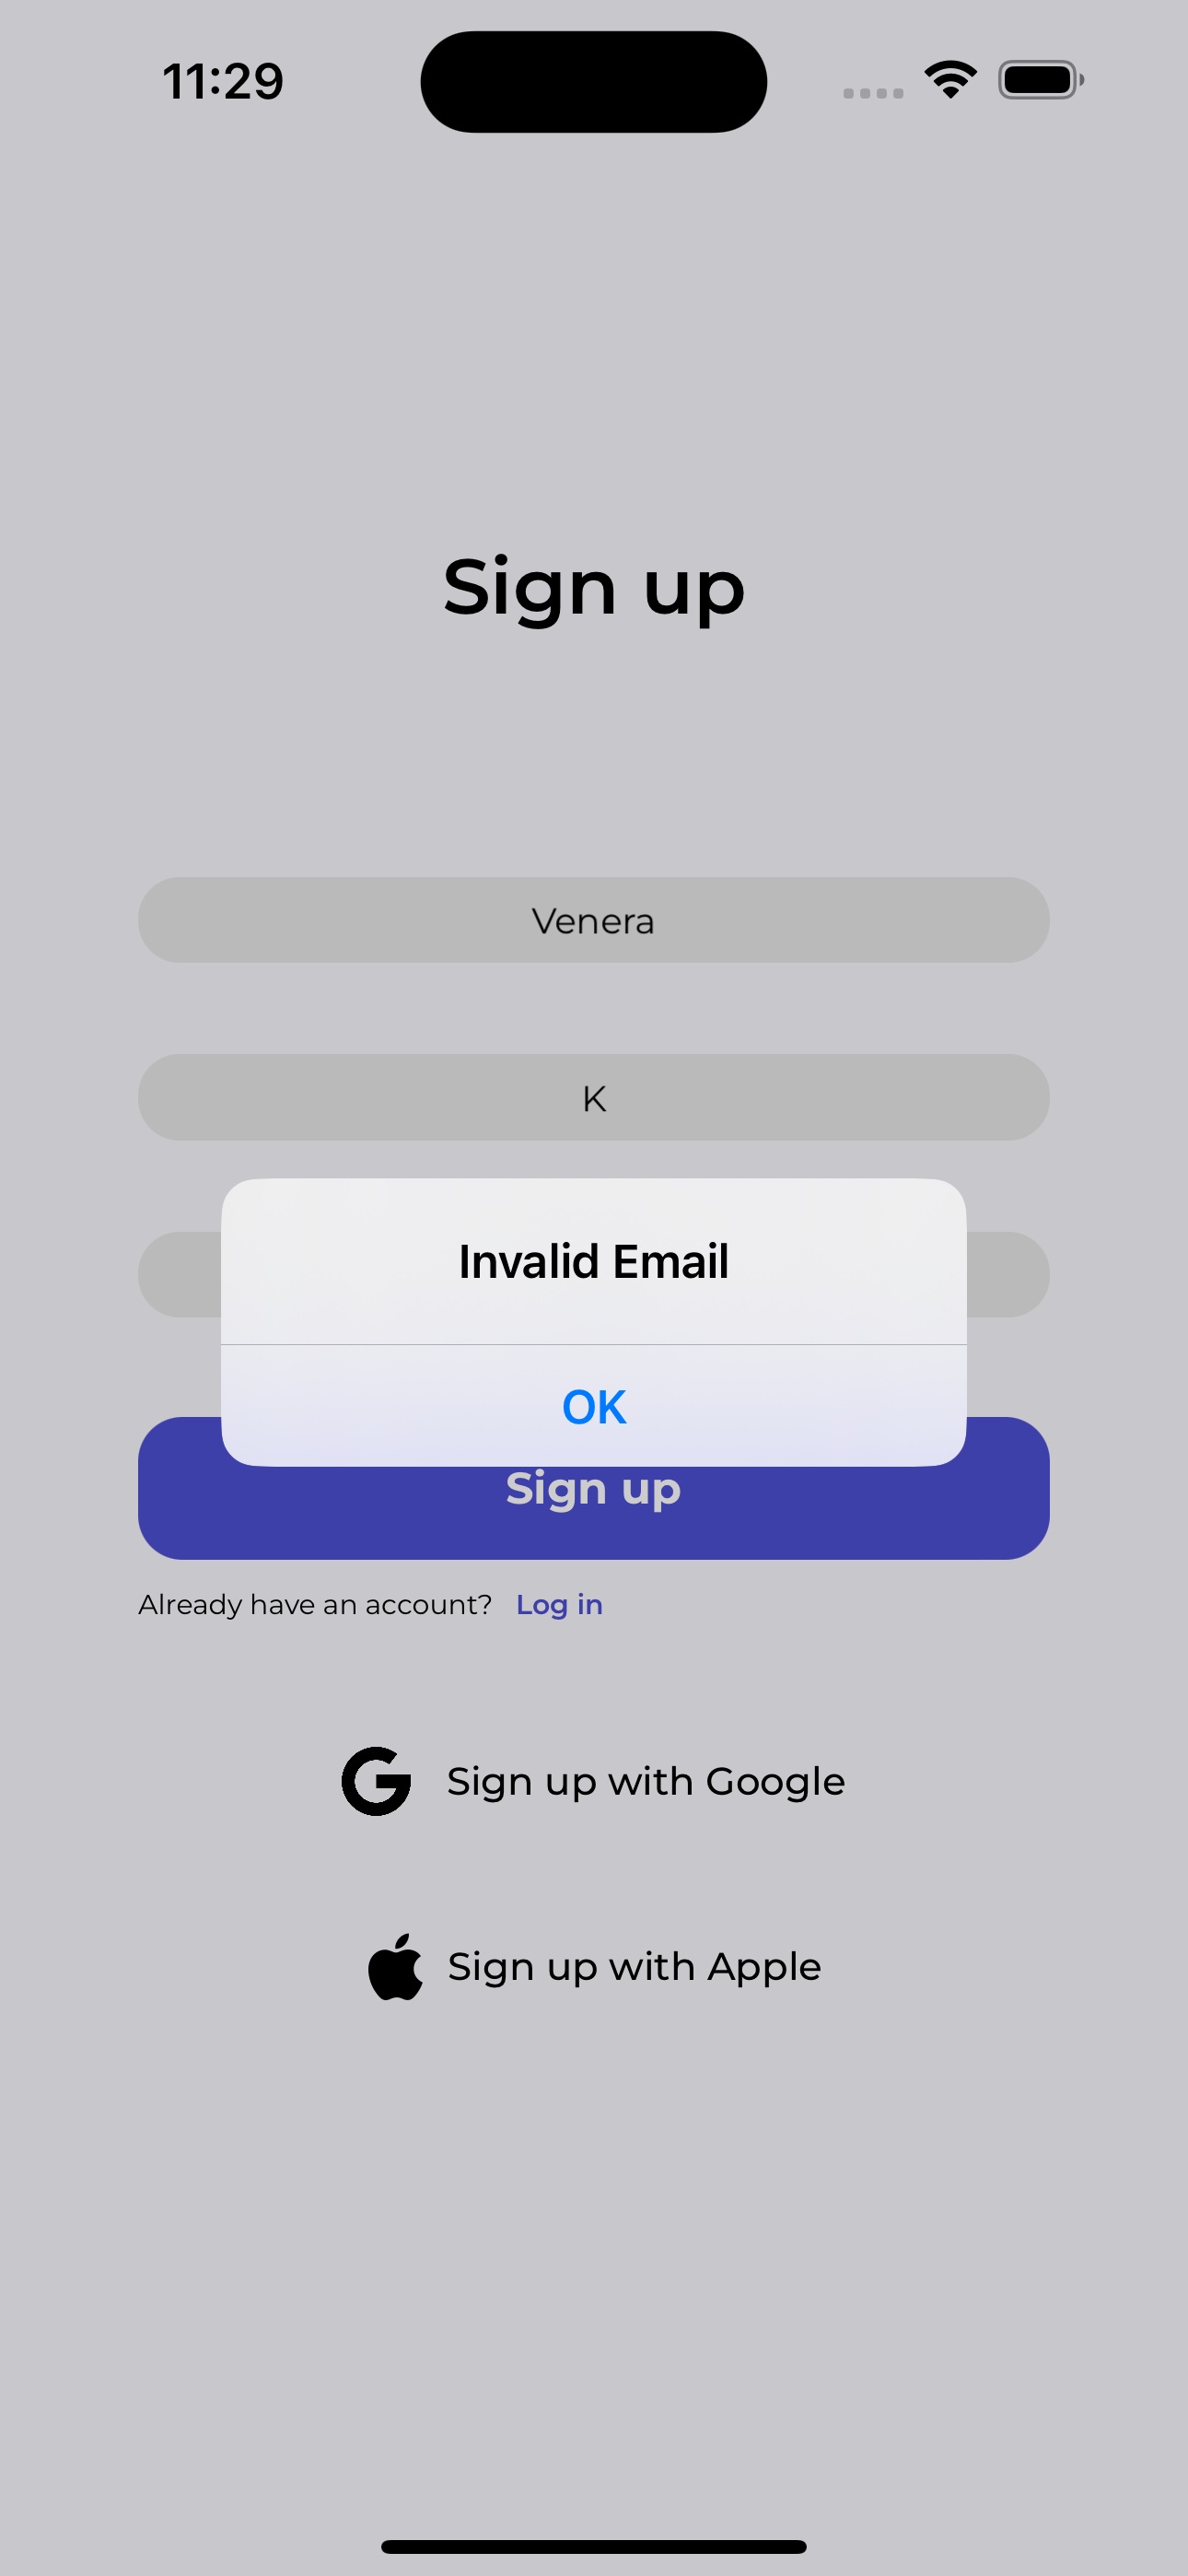 11:29
Sign up
Venera
K
Invalid Email
OK
Sign up
Already have an account? Log in
Sign up with Google
Sign up with Apple